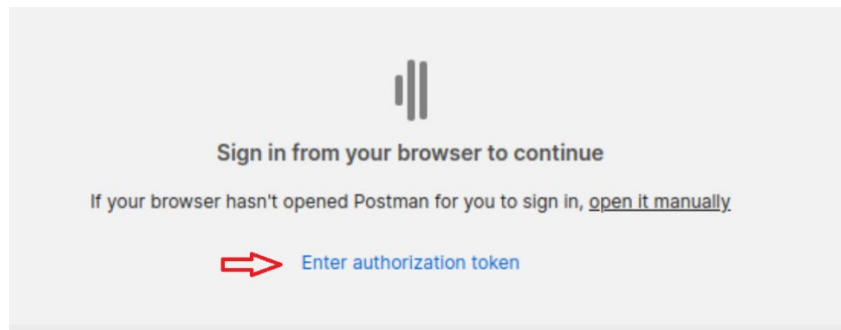 Sign in from your browser to continue
If your browser hasn't opened Postman for you to sign in, open it manually
Enter authorization token